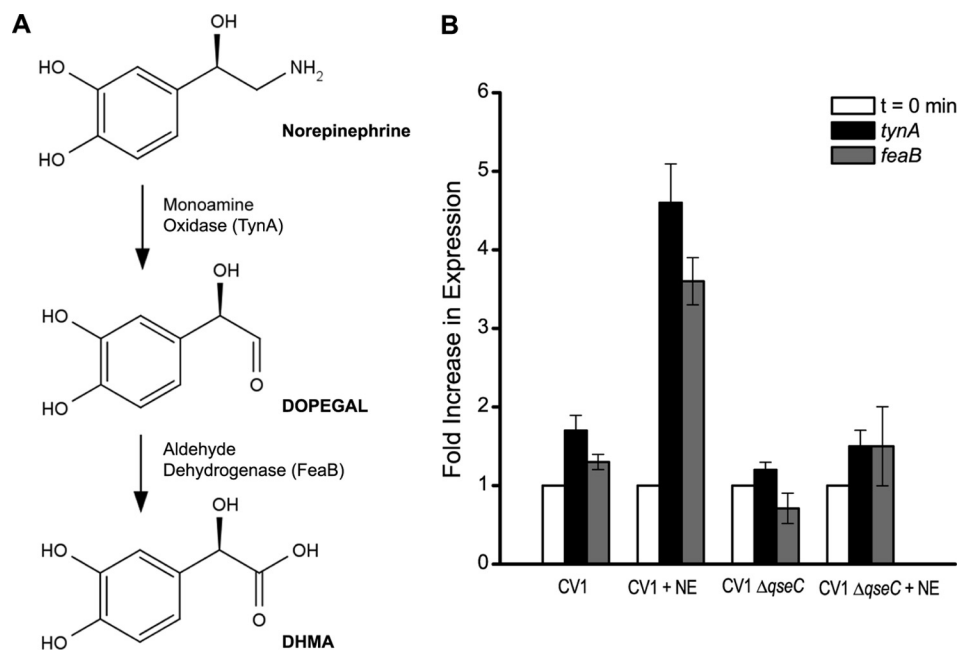 A
OH
HO
NH2
HO
Norepinephrine
Monoamine
Oxidase (TynA)
OH
HO
HO
O
DOPEGAL
Aldehyde
Dehydrogenase (FeaB)
OH
HO
OH
HO
O
DHMA
B
Fold Increase in Expression
6
5
4
3
2
1
0
t = 0 min
tynA
feaB
CV1
CV1 + NE
CV1 ΔqseC
CV1 ΔqseC + NE